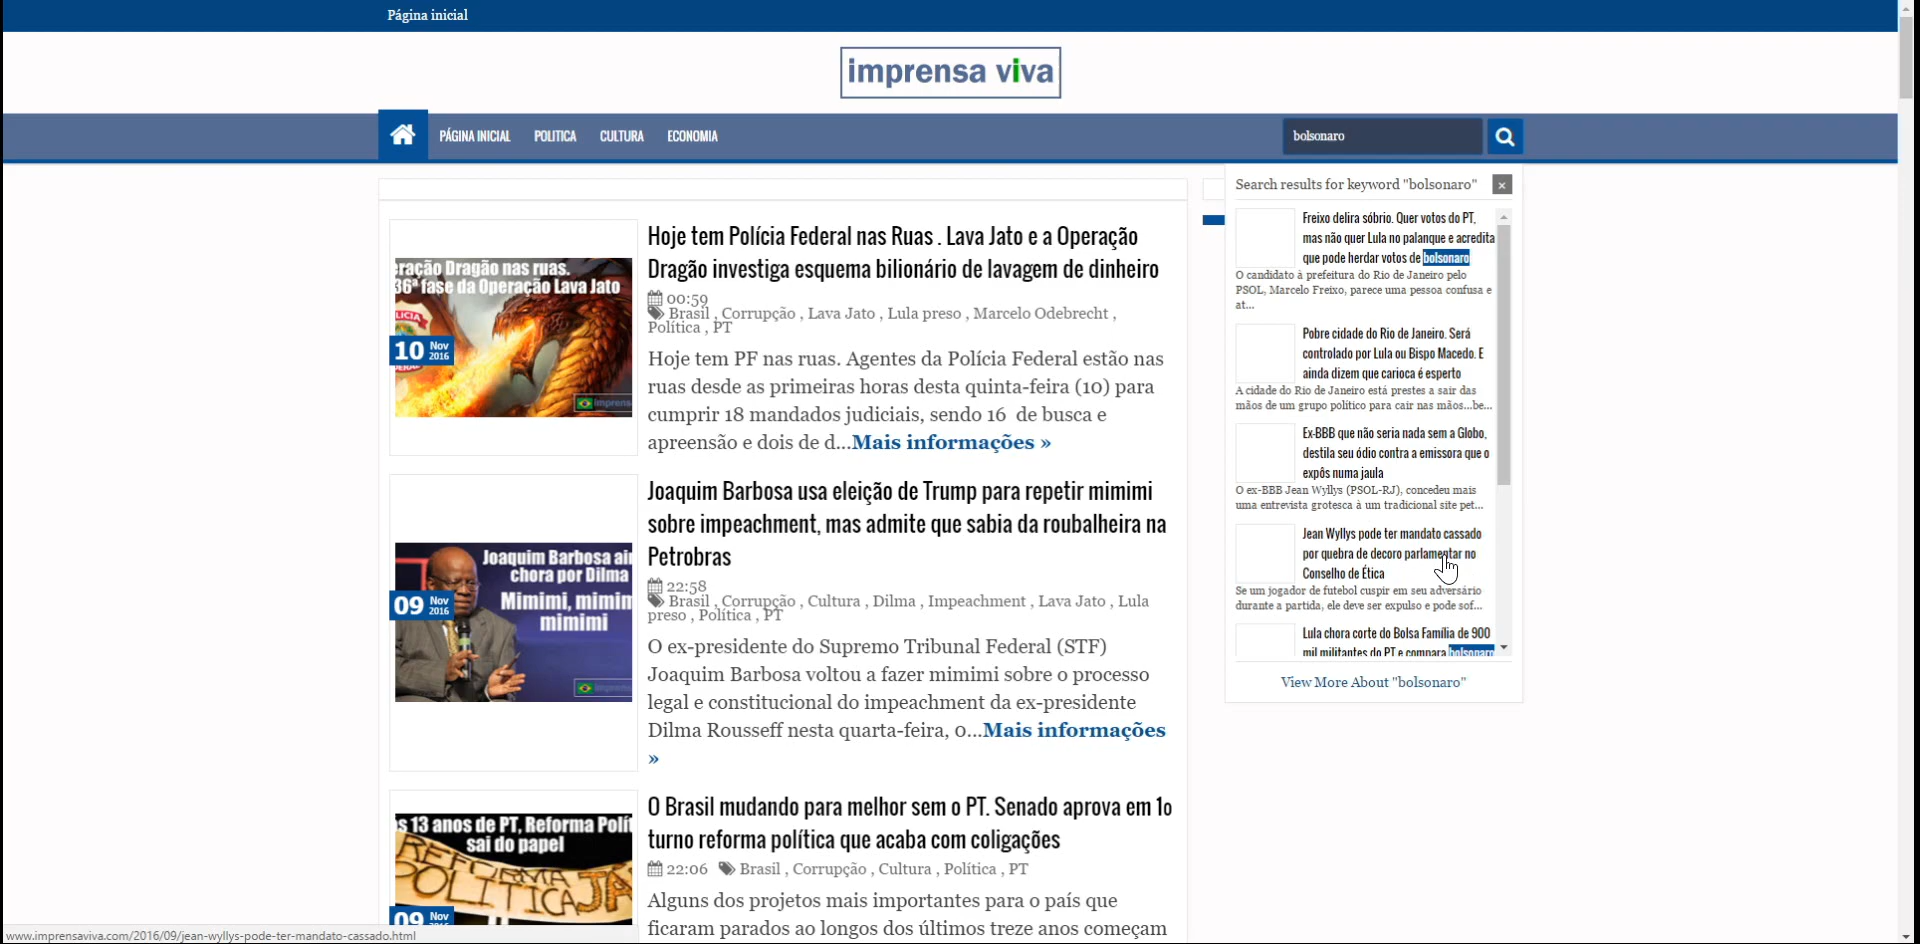 Página inicial
imprensa viva
PÁGINA INICIAL POLITICA CULTURA ECONOMIA
bolsonaro
Hoje tem Polícia Federal nas Ruas . Lava Jato e a Operação
Dragão investiga esquema bilionário de lavagem de dinheiro
00:59
Brasil , Corrupção , Lava Jato , Lula preso , Marcelo Odebrecht ,
Política , PT
Hoje tem PF nas ruas. Agentes da Polícia Federal estão nas
ruas desde as primeiras horas desta quinta-feira (10) para
cumprir 18 mandados judiciais, sendo 16 de busca e
apreensão e dois de d...Mais informações »
eração Dragão nas ruas.
36ª fase da Operação Lava Jato
10 Nov
2016
Joaquim Barbosa usa eleição de Trump para repetir mimimi
sobre impeachment, mas admite que sabia da roubalheira na
Petrobras
22:58
Brasil , Corrupção , Cultura , Dilma , Impeachment , Lava Jato , Lula
preso , Política , PT
O ex-presidente do Supremo Tribunal Federal (STF)
Joaquim Barbosa voltou a fazer mimimi sobre o processo
legal e constitucional do impeachment da ex-presidente
Dilma Rousseff nesta quarta-feira, 0...Mais informações
»
Joaquim Barbosa ain
chora por Dilma
Mimimi, mimim
mimimi
09 Nov
2016
O Brasil mudando para melhor sem o PT. Senado aprova em 1o
turno reforma política que acaba com coligações
22:06 Brasil , Corrupção , Cultura , Política , PT
Alguns dos projetos mais importantes para o país que
ficaram parados ao longos dos últimos treze anos começam
s 13 anos de PT, Reforma Polít
sai do papel
REFORMA
POLITICA JÁ
09 Nov
Search results for keyword "bolsonaro" ×
Freixo delira sóbrio. Quer votos do PT,
mas não quer Lula no palanque e acredita
que pode herdar votos de bolsonaro
O candidato à prefeitura do Rio de Janeiro pelo
PSOL, Marcelo Freixo, parece uma pessoa confusa e
at...
Pobre cidade do Rio de Janeiro. Será
controlado por Lula ou Bispo Macedo. E
ainda dizem que carioca é esperto
A cidade do Rio de Janeiro está prestes a sair das
mãos de um grupo político para cair nas mãos...be...
Ex-BBB que não seria nada sem a Globo,
destila seu ódio contra a emissora que o
expôs numa jaula
O ex-BBB Jean Wyllys (PSOL-RJ), concedeu mais
uma entrevista grotesca à um tradicional site pet...
Jean Wyllys pode ter mandato cassado
por quebra de decoro parlamentar no
Conselho de Ética
Se um jogador de futebol cuspir em seu adversário
durante a partida, ele deve ser expulso e pode sof...
Lula chora corte do Bolsa Família de 900
mil militantes do PT e compara bolsonaro
View More About "bolsonaro"
www.imprensaviva.com/2016/09/jean-wyllys-pode-ter-mandato-cassado.html